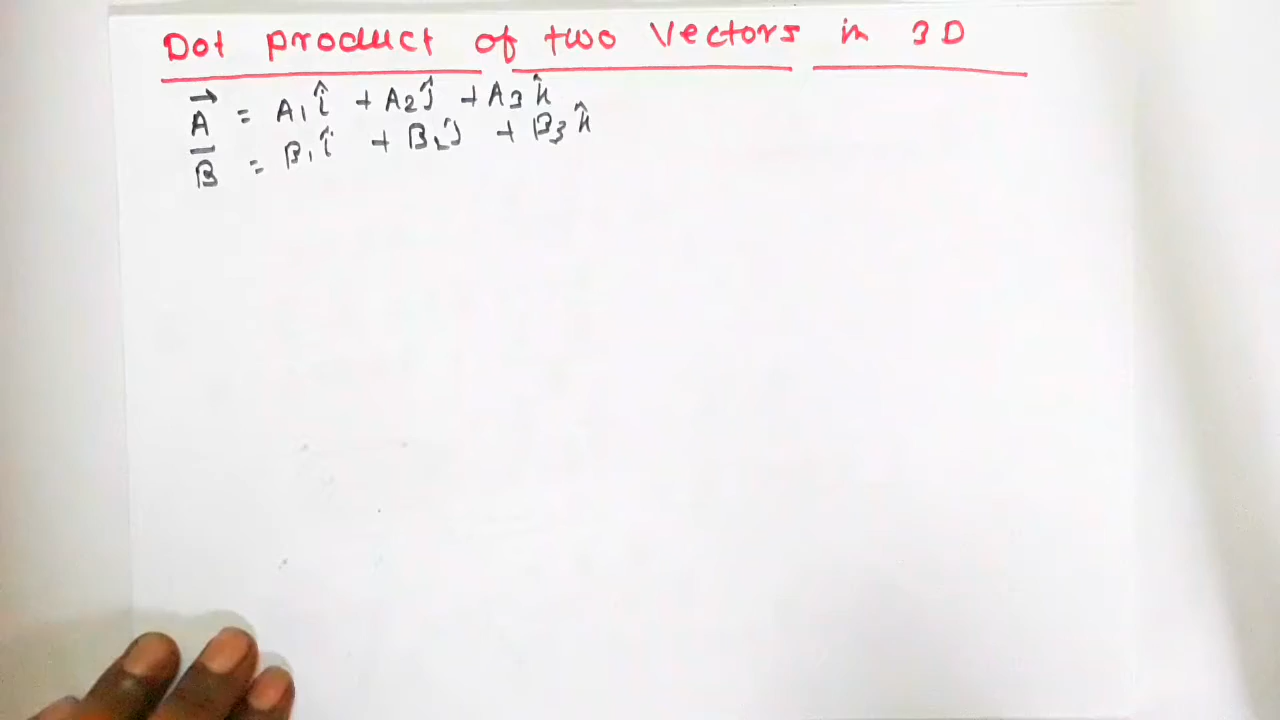 Dot product of two Vectors in 3D
A⃗ = A₁î + A₂ĵ + A₃k̂
B̅ = B₁î + B₂ĵ + B₃k̂